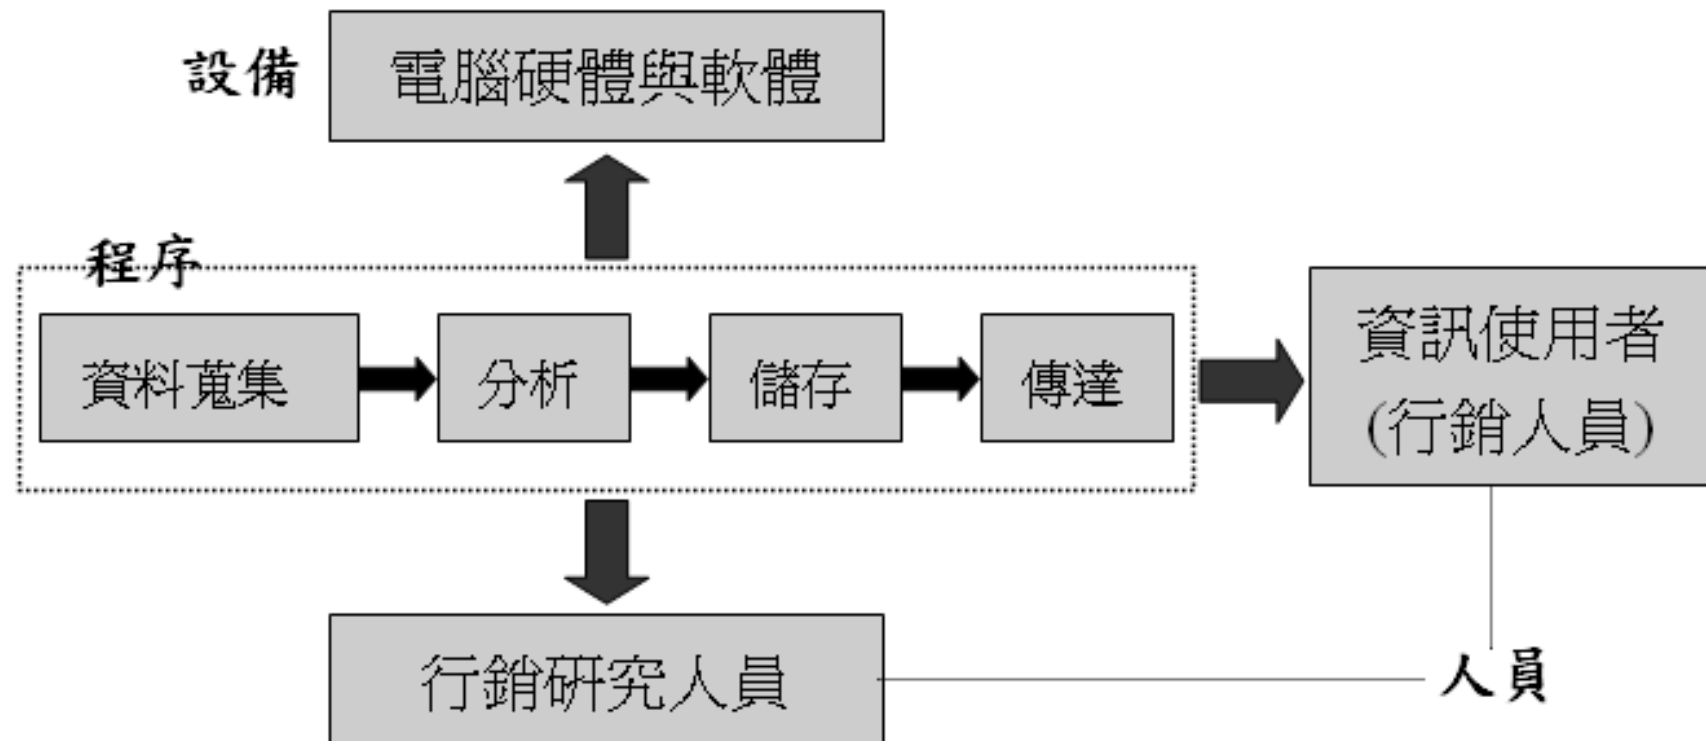 設備
電腦硬體與軟體
程序
資料蒐集
分析
儲存
傳達
資訊使用者
(行銷人員)
行銷研究人員
人員